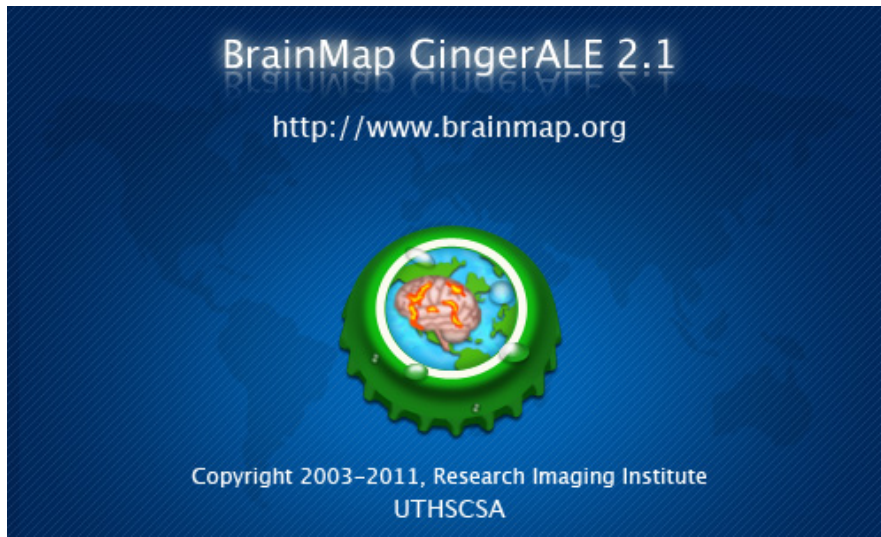 BrainMap GingerALE 2.1
http://www.brainmap.org
Copyright 2003-2011, Research Imaging Institute
UTHSCSA